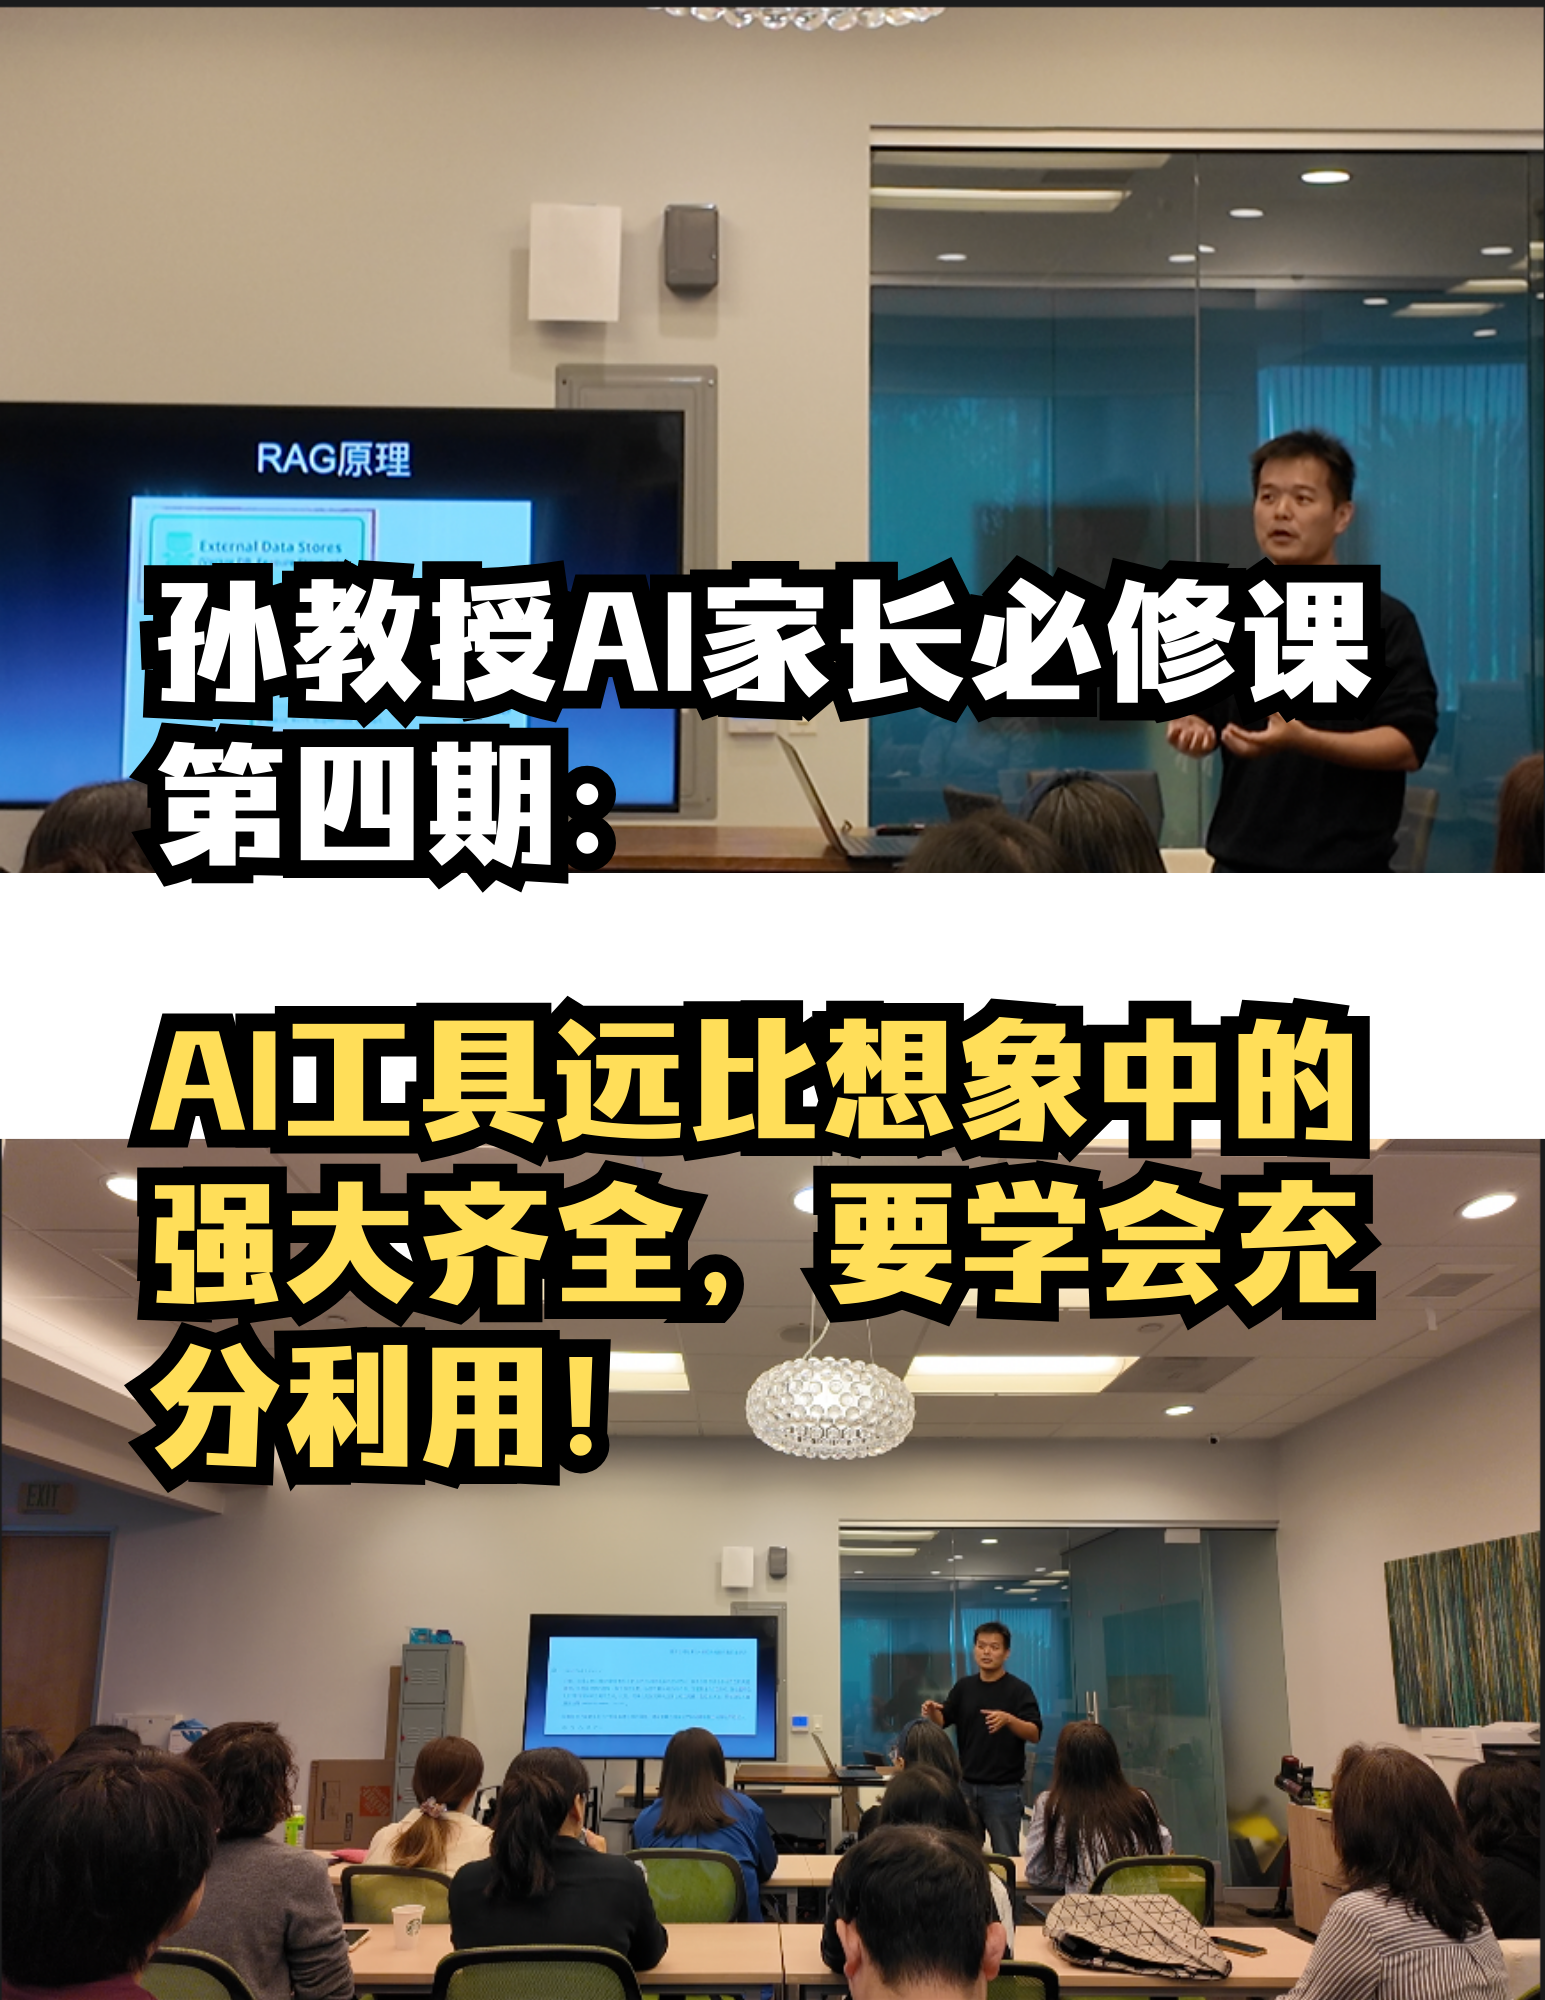 RAG原理
External Data Stores
孙教授AI家长必修课
第四期:
AI工具远比想象中的
强大齐全，要学会充
分利用!
EXIT